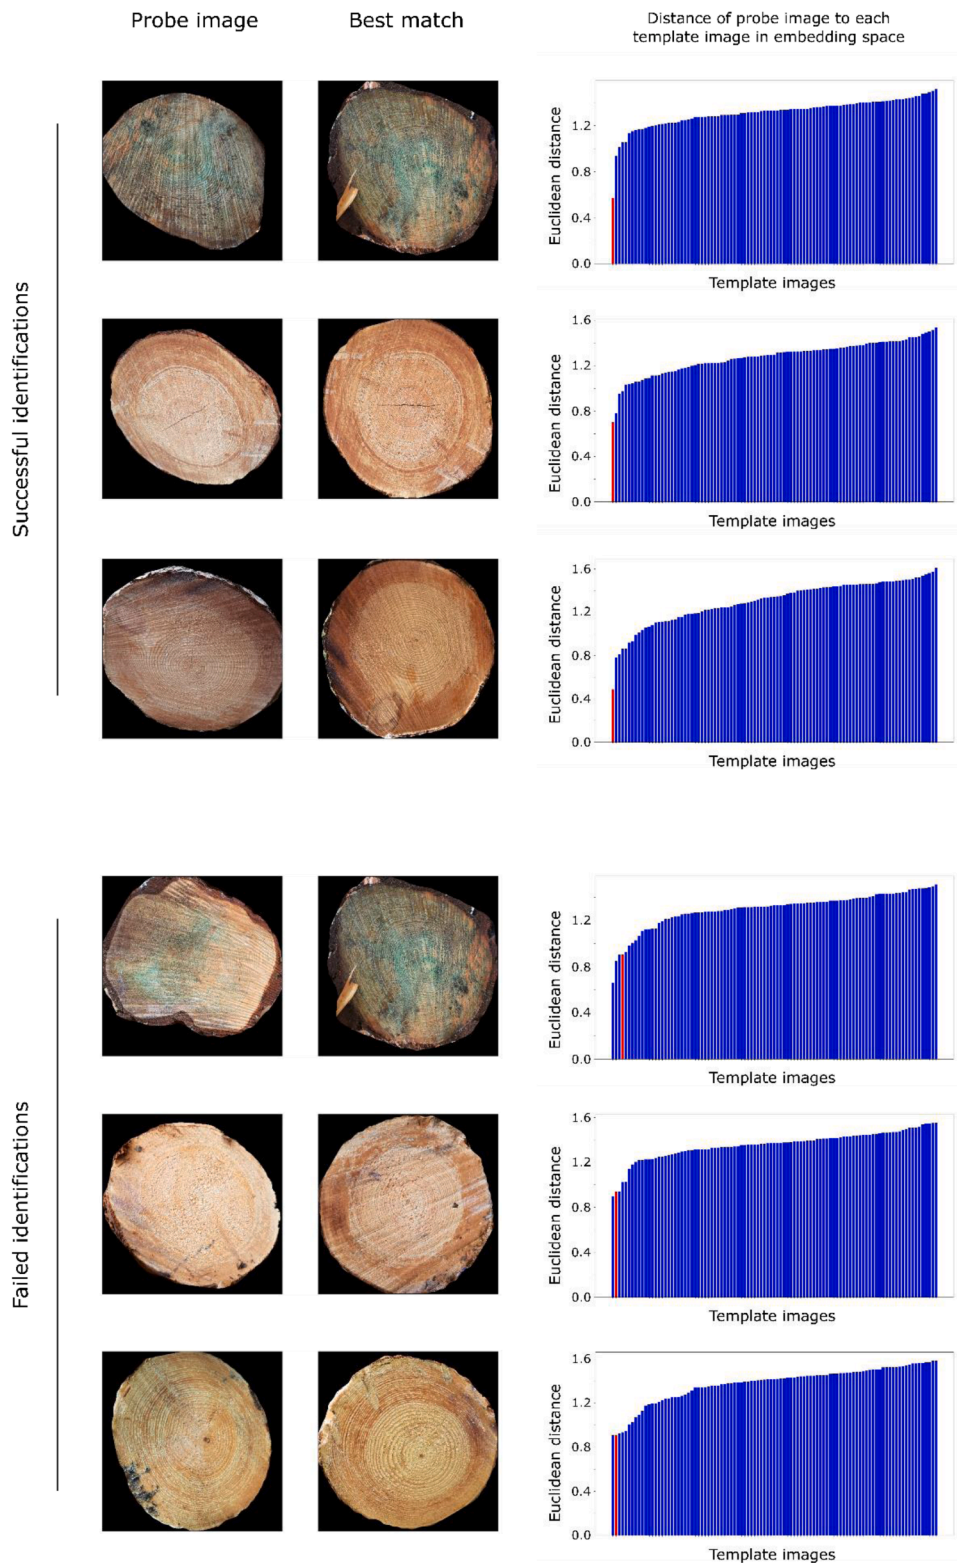 Probe image
Best match
Distance of probe image to each
template image in embedding space
Successful identifications
Euclidean distance
1.2
0.8
0.4
0.0
Template images
Euclidean distance
1.6
1.2
0.8
0.4
0.0
Template images
Euclidean distance
1.6
1.2
0.8
0.4
0.0
Template images
Failed identifications
Euclidean distance
1.2
0.8
0.4
0.0
Template images
Euclidean distance
1.6
1.2
0.8
0.4
0.0
Template images
Euclidean distance
1.6
1.2
0.8
0.4
0.0
Template images